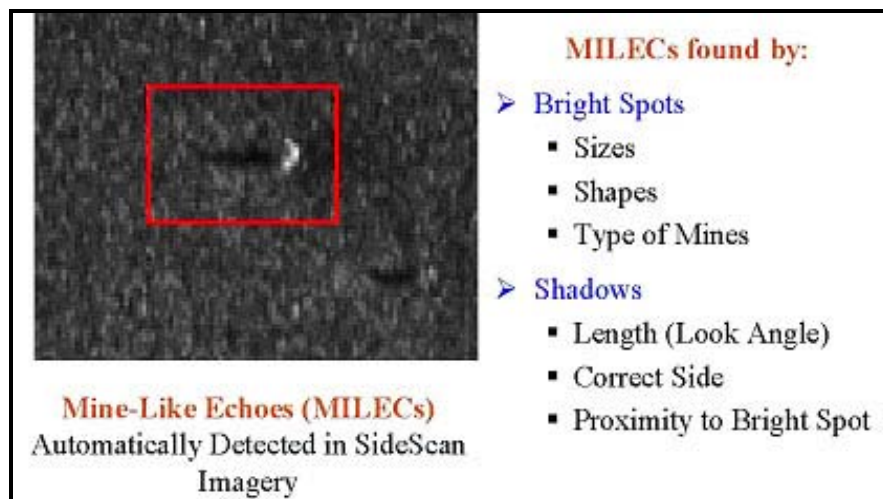 MILECs found by:
➢ Bright Spots
▪ Sizes
▪ Shapes
▪ Type of Mines
➢ Shadows
▪ Length (Look Angle)
▪ Correct Side
▪ Proximity to Bright Spot
Mine-Like Echoes (MILECs)
Automatically Detected in SideScan
Imagery